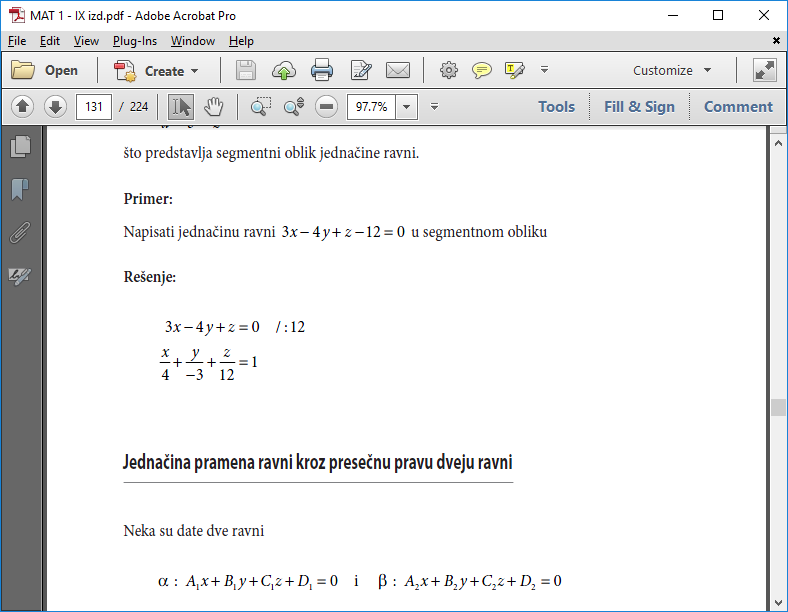 MAT 1 - IX izd.pdf - Adobe Acrobat Pro
File Edit View Plug-Ins Window Help
Open Create Customize
131 / 224 97.7% Tools Fill & Sign Comment
što predstavlja segmentni oblik jednačine ravni.
Primer:
Napisati jednačinu ravni 3x − 4y + z − 12 = 0 u segmentnom obliku
Rešenje:
3x − 4y + z = 0 / : 12
x/4 + y/−3 + z/12 = 1
Jednačina pramena ravni kroz presečnu pravu dveju ravni
Neka su date dve ravni
α : A₁x + B₁y + C₁z + D₁ = 0 i β : A₂x + B₂y + C₂z + D₂ = 0